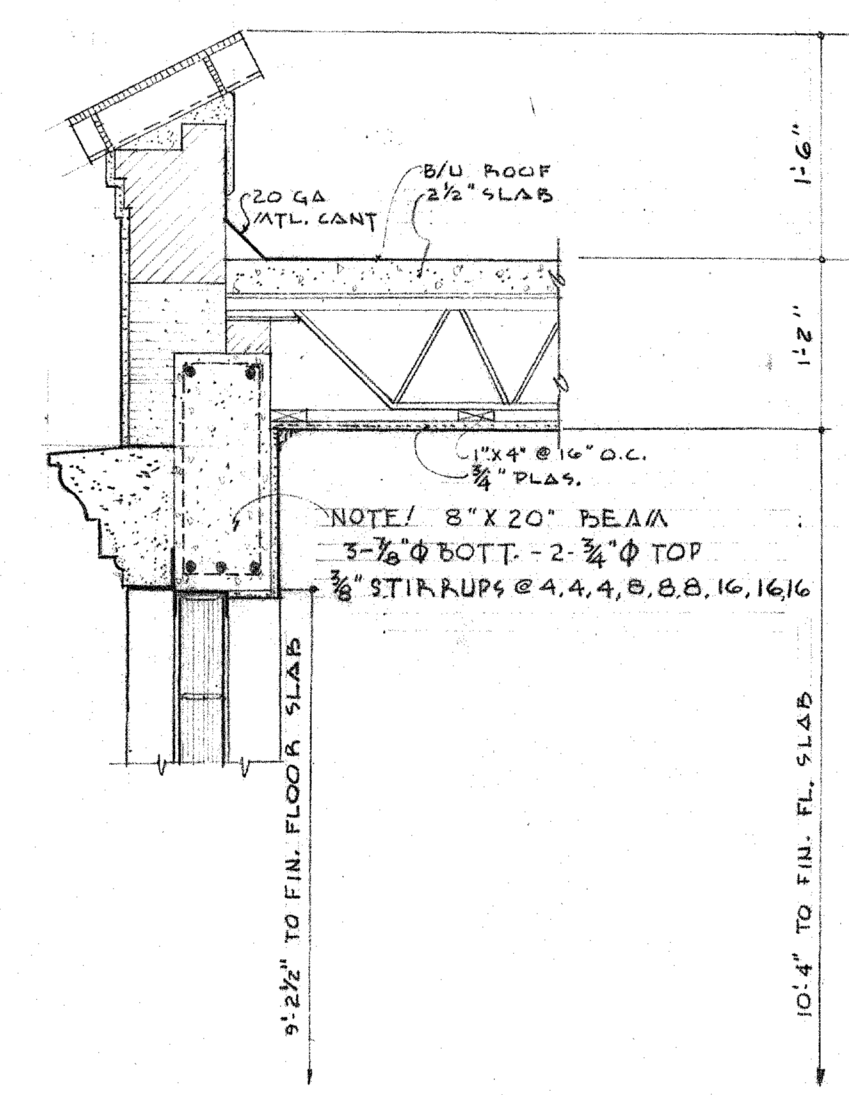 1'-6"
B/U ROOF
2½" SLAB
20 GA
MTL. CANT
1'-2"
1"X4" @ 16" O.C.
¾" PLAS.
NOTE! 8"X20" BEAM
3-⅞"Φ BOTT. - 2-¾"Φ TOP
⅜" STIRRUPS @ 4,4,4,8,8,8,16,16,16
9'-2½" TO FIN. FLOOR SLAB
10'-4" TO FIN. FL. SLAB